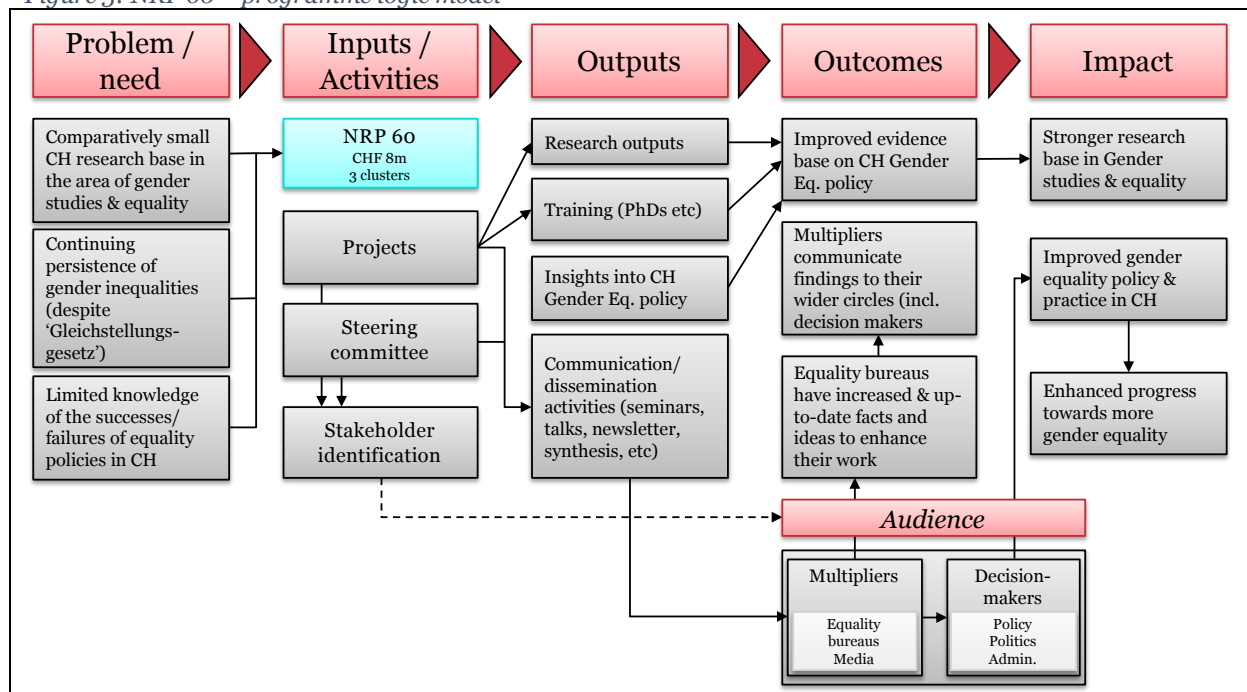 Figure 3: NRP 60 – programme logic model
Problem /
need
Inputs /
Activities
Outputs
Outcomes
Impact
Comparatively small
CH research base in
the area of gender
studies & equality
Continuing
persistence of
gender inequalities
(despite
‘Gleichstellungs-
gesetz’)
Limited knowledge
of the successes/
failures of equality
policies in CH
NRP 60
CHF 8m
3 clusters
Projects
Steering
committee
Stakeholder
identification
Research outputs
Training (PhDs etc)
Insights into CH
Gender Eq. policy
Communication/
dissemination
activities (seminars,
talks, newsletter,
synthesis, etc)
Improved evidence
base on CH Gender
Eq. policy
Multipliers
communicate
findings to their
wider circles (incl.
decision makers
Equality bureaus
have increased & up-
to-date facts and
ideas to enhance
their work
Stronger research
base in Gender
studies & equality
Improved gender
equality policy &
practice in CH
Enhanced progress
towards more
gender equality
Audience
Multipliers
Equality
bureaus
Media
Decision-
makers
Policy
Politics
Admin.